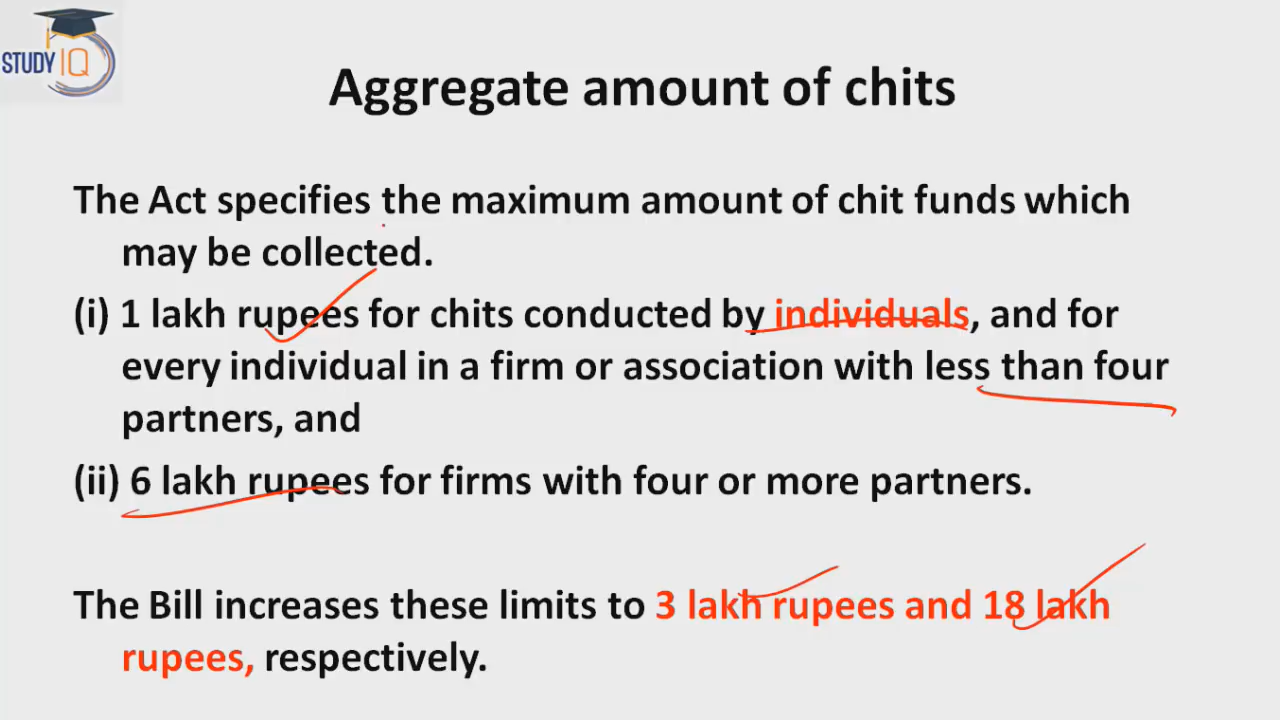 STUDY IQ
Aggregate amount of chits
The Act specifies the maximum amount of chit funds which
may be collected.
(i) 1 lakh rupees for chits conducted by individuals, and for
every individual in a firm or association with less than four
partners, and
(ii) 6 lakh rupees for firms with four or more partners.
The Bill increases these limits to 3 lakh rupees and 18 lakh
rupees, respectively.